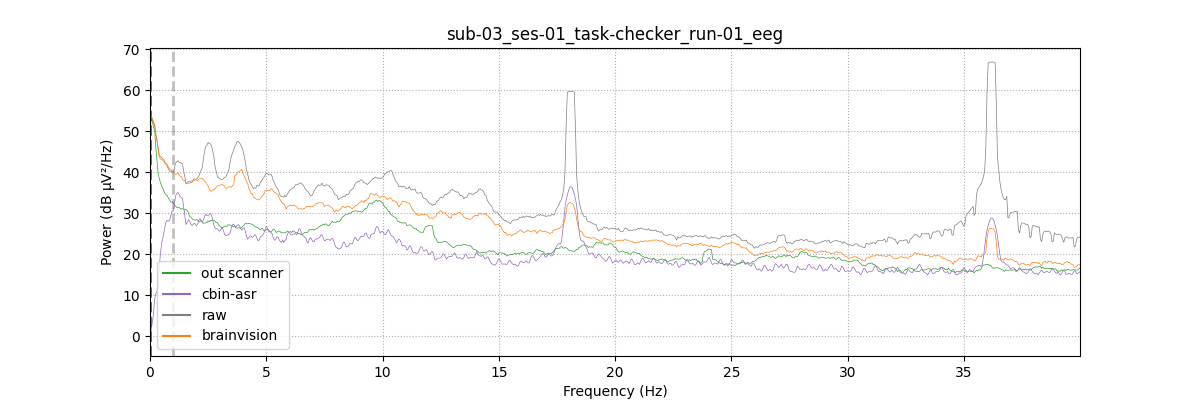 sub-03_ses-01_task-checker_run-01_eeg
Power (dB µV²/Hz)
70
60
50
40
30
20
10
0
out scanner
cbin-asr
raw
brainvision
0 5 10 15 20 25 30 35
Frequency (Hz)